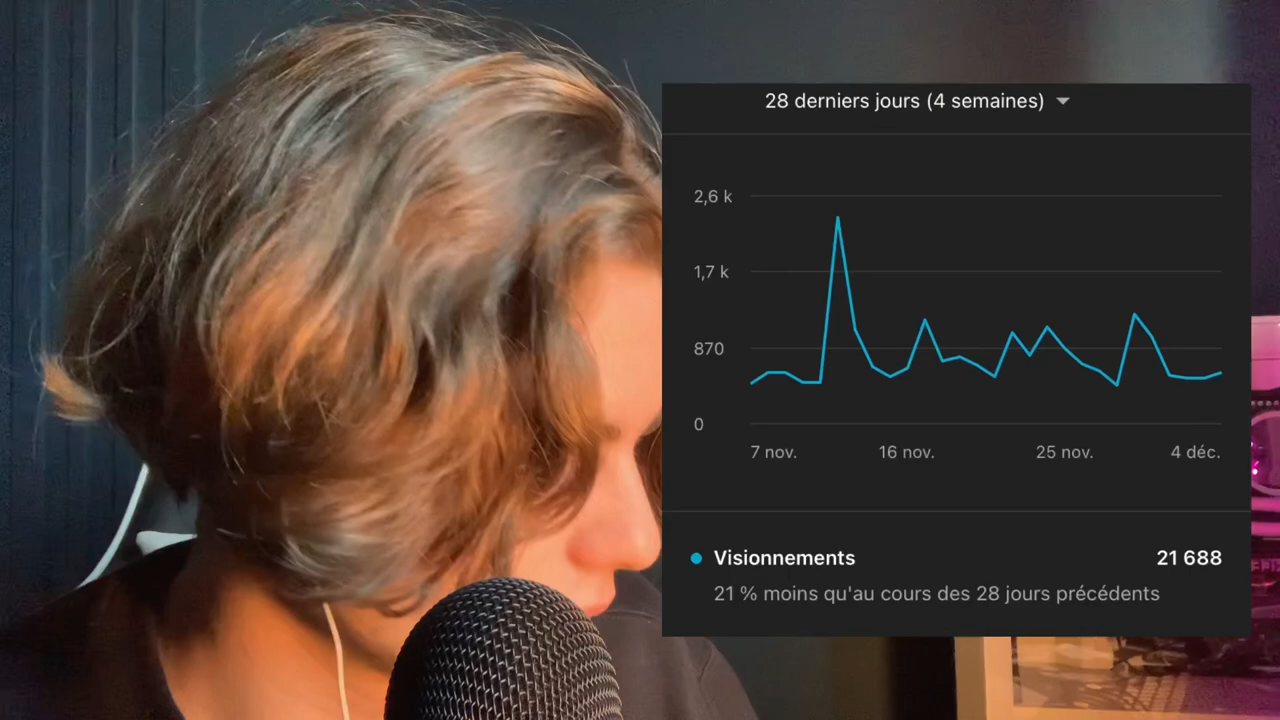 28 derniers jours (4 semaines)
2,6 k
1,7 k
870
0
7 nov.
16 nov.
25 nov.
4 déc.
Visionnements
21 688
21 % moins qu'au cours des 28 jours précédents